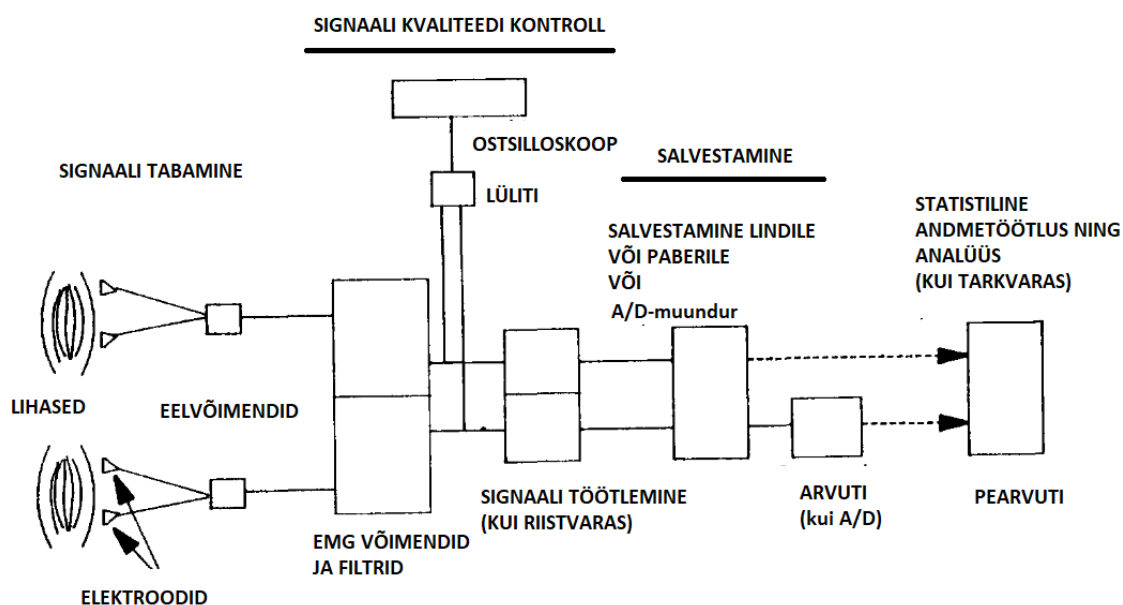 SIGNAALI KVALITEEDI KONTROLL
OSTSILLOSKOOP
SIGNAALI TABAMINE
SALVESTAMINE
LÜLITI
STATISTILINE
ANDMETÖÖTLUS NING
ANALÜÜS
(KUI TARKVARAS)
SALVESTAMINE LINDILE
VÕI PABERILE
VÕI
A/D-muundur
LIHASED
EELVÕIMENDID
SIGNAALI TÖÖTLEMINE
(KUI RIISTVARAS)
ARVUTI
(kui A/D)
PEARVUTI
EMG VÕIMENDID
JA FILTRID
ELEKTROODID